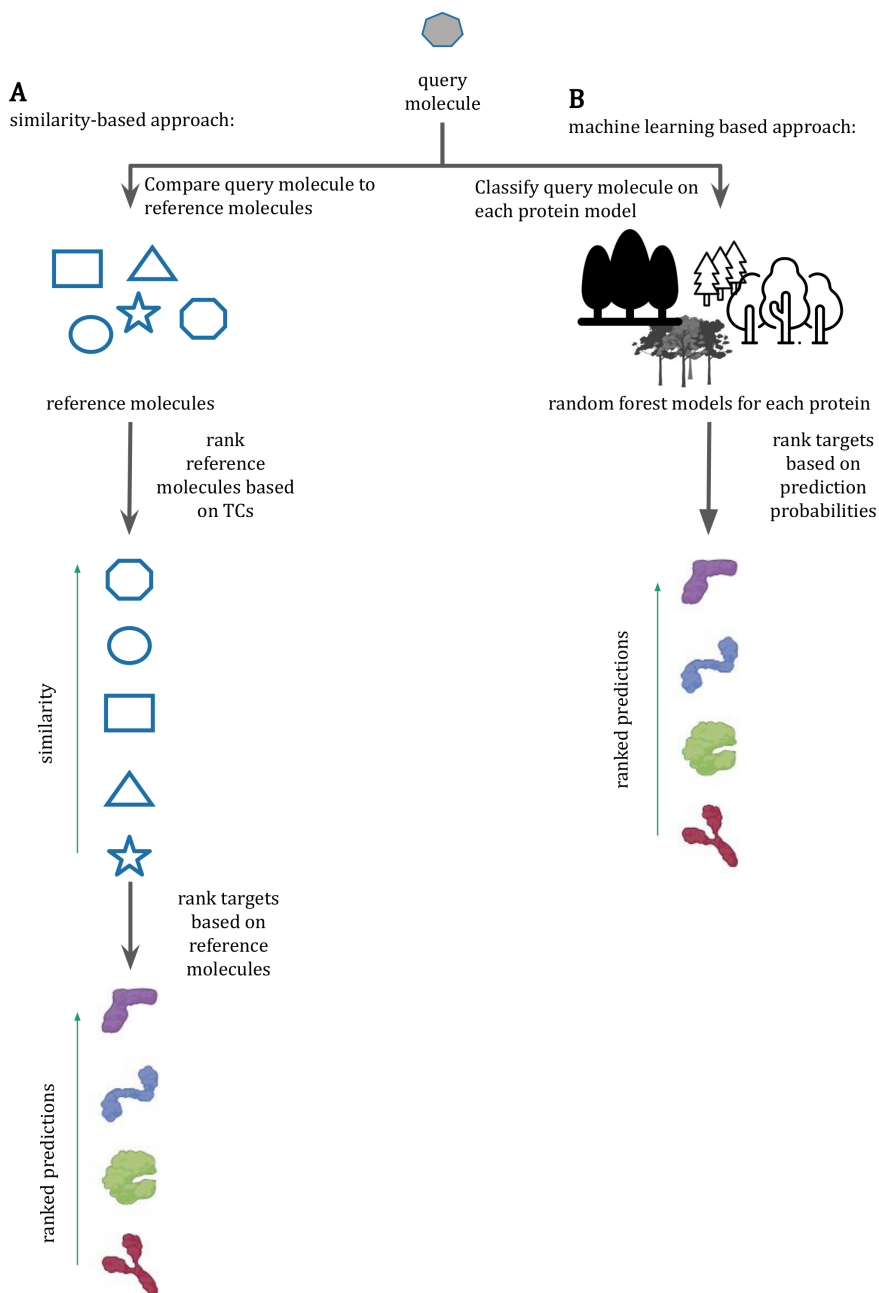 query
molecule
A
similarity-based approach:
B
machine learning based approach:
Compare query molecule to
reference molecules
Classify query molecule on
each protein model
reference molecules
random forest models for each protein
rank
reference
molecules based
on TCs
rank targets
based on
prediction
probabilities
similarity
ranked predictions
rank targets
based on
reference
molecules
ranked predictions